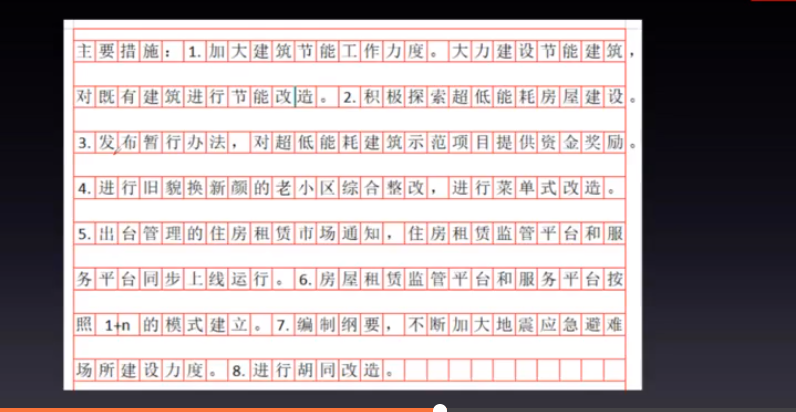 主要措施：1.加大建筑节能工作力度。大力建设节能建筑，
对既有建筑进行节能改造。2.积极探索超低能耗房屋建设。
3.发布暂行办法，对超低能耗建筑示范项目提供资金奖励。
4.进行旧貌换新颜的老小区综合整改，进行菜单式改造。
5.出台管理的住房租赁市场通知，住房租赁监管平台和服
务平台同步上线运行。6.房屋租赁监管平台和服务平台按
照 1+n 的模式建立。7.编制纲要，不断加大地震应急避难
场所建设力度。8.进行胡同改造。